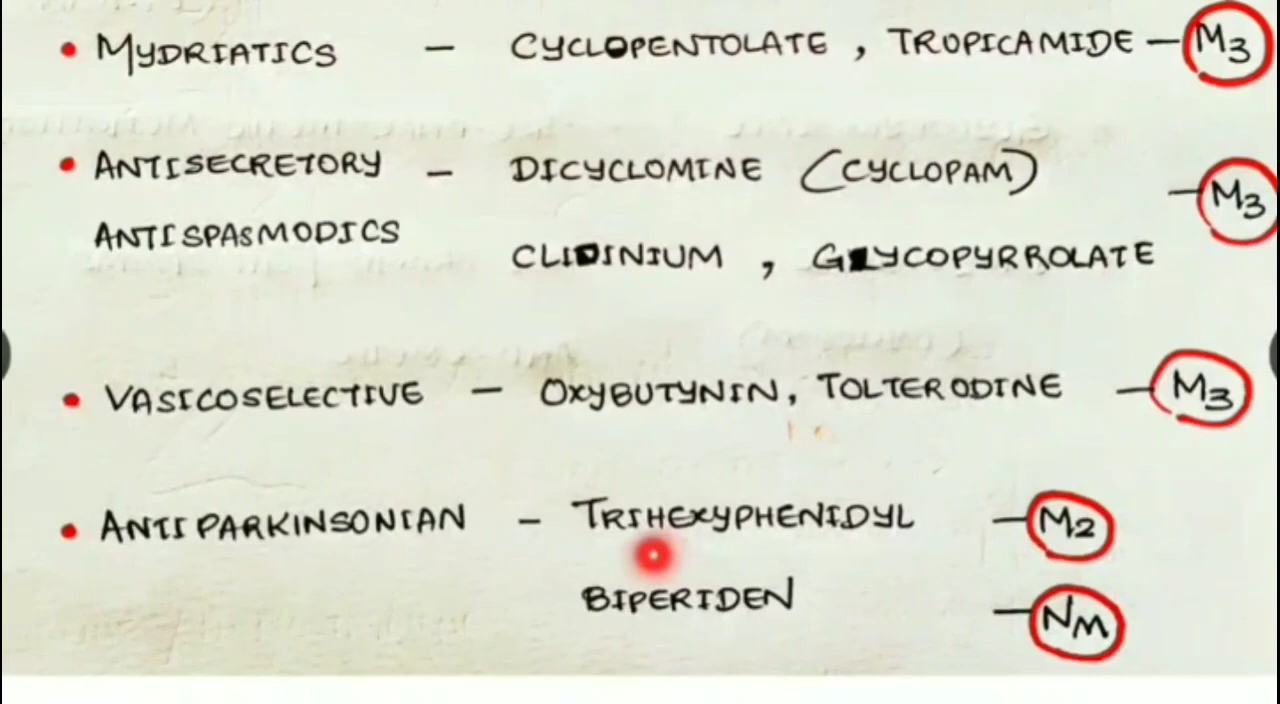 • MYDRIATICS - CYCLOPENTOLATE , TROPICAMIDE - M3
• ANTISECRETORY - DICYCLOMINE (CYCLOPAM) - M3
ANTISPASMODICS CLIDINIUM , GLYCOPYRROLATE
• VASICOSELECTIVE - OXYBUTYNIN, TOLTERODINE - M3
• ANTIPARKINSONIAN - TRIHEXYPHENIDYL - M2
BIPERIDEN - NM